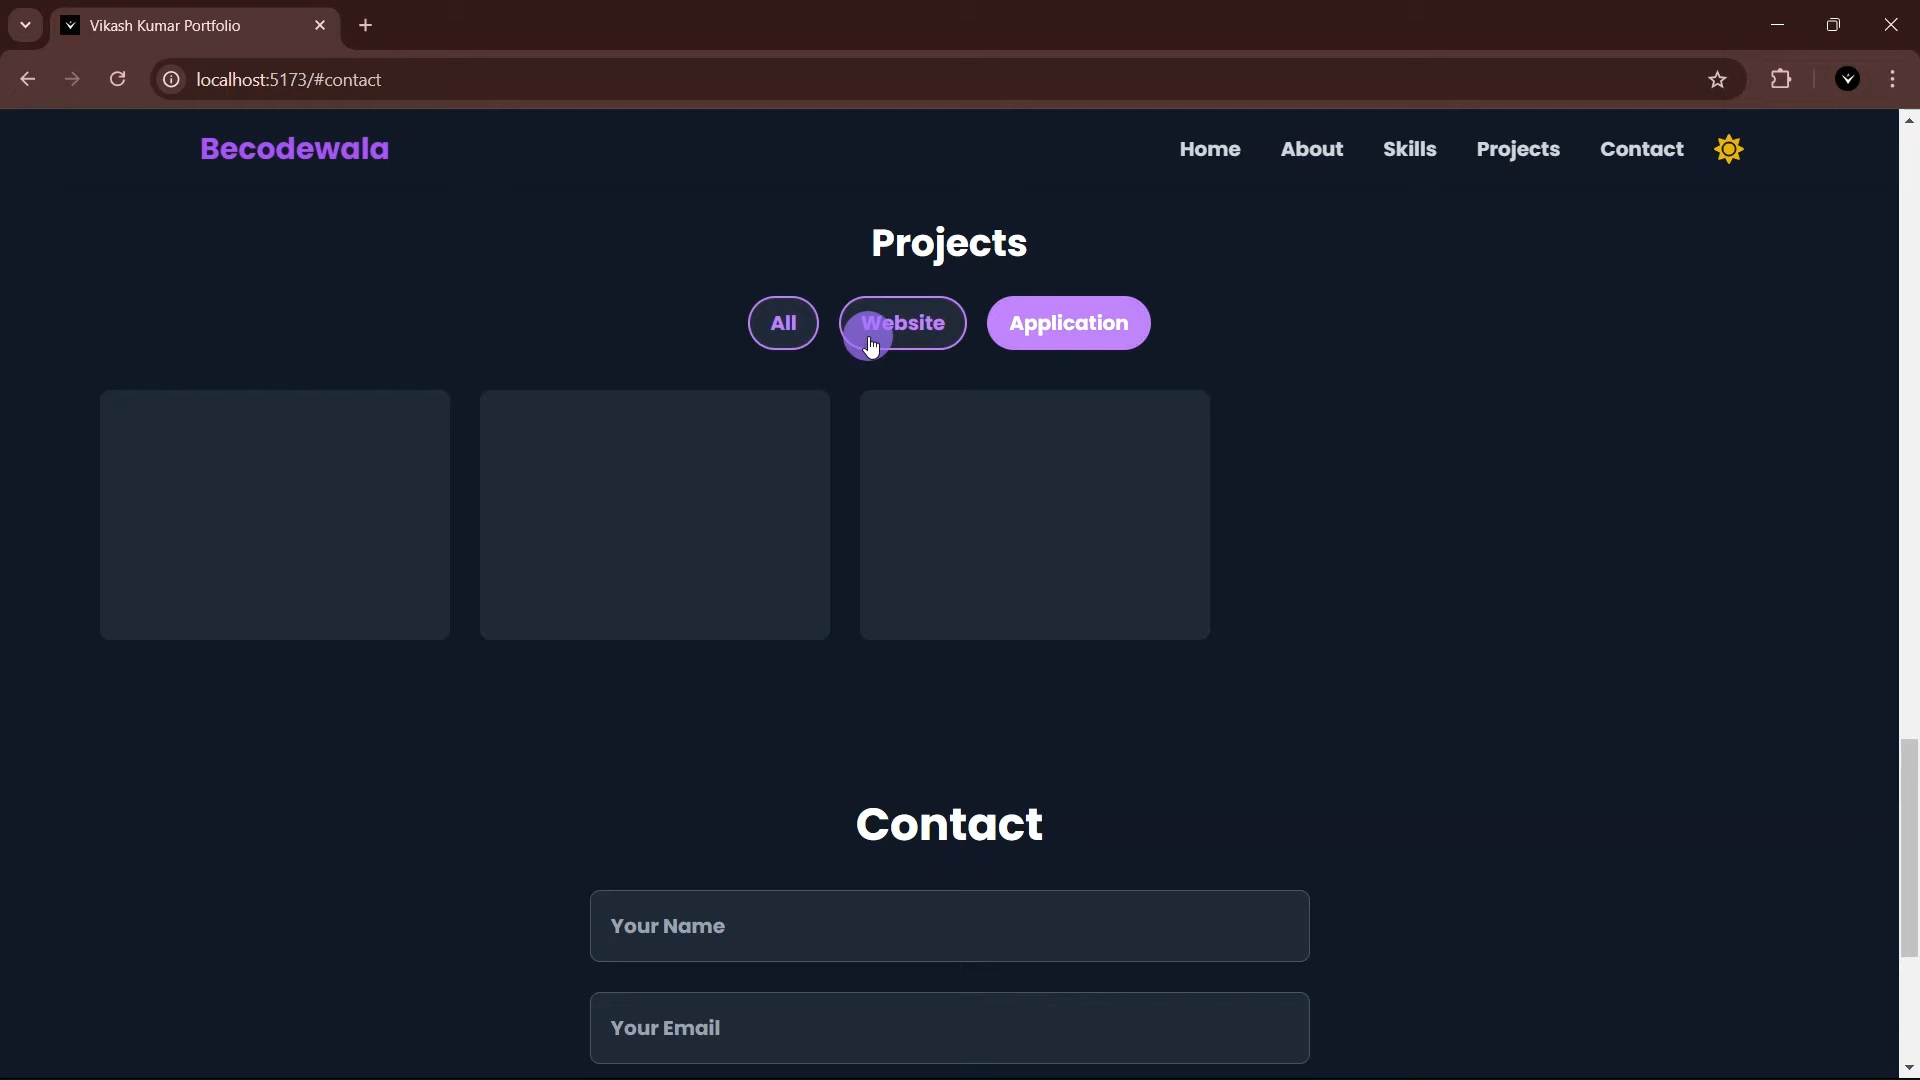 Vikash Kumar Portfolio
localhost:5173/#contact
Becodewala
Home About Skills Projects Contact
Projects
All Website Application
Contact
Your Name
Your Email